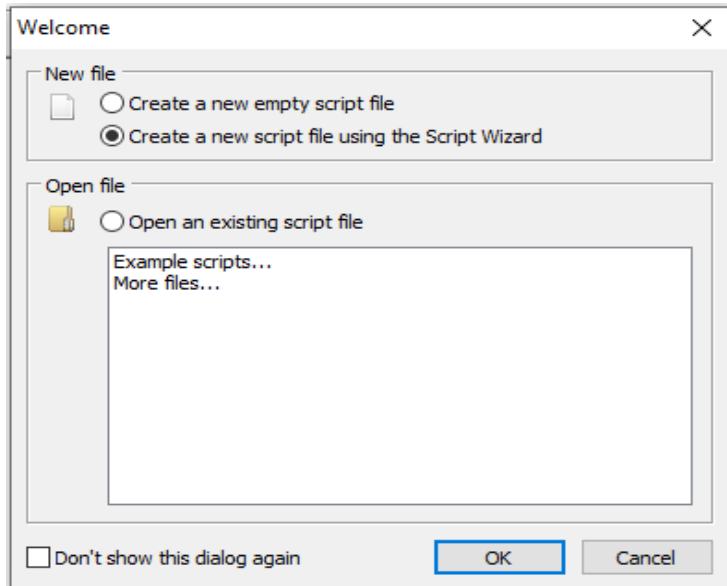 Welcome
New file
Create a new empty script file
Create a new script file using the Script Wizard
Open file
Open an existing script file
Example scripts...
More files...
Don't show this dialog again
OK
Cancel